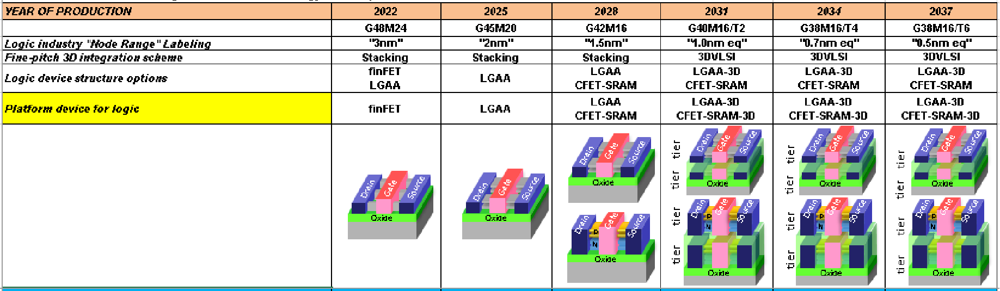 YEAR OF PRODUCTION 2022 2025 2028 2031 2034 2037
G48M24 G45M20 G42M16 G40M16/T2 G38M16/T4 G38M16/T6
Logic industry "Node Range" Labeling "3nm" "2nm" "1.5nm" "1.0nm eq" "0.7nm eq" "0.5nm eq"
Fine-pitch 3D integration scheme Stacking Stacking Stacking 3DVLSI 3DVLSI 3DVLSI
Logic device structure options
finFET
LGAA
LGAA
LGAA
CFET-SRAM
LGAA-3D
CFET-SRAM
LGAA-3D
CFET-SRAM
LGAA-3D
CFET-SRAM
Platform device for logic
finFET
LGAA
LGAA
CFET-SRAM
LGAA-3D
CFET-SRAM-3D
LGAA-3D
CFET-SRAM-3D
LGAA-3D
CFET-SRAM-3D
Drain Gate Source
Oxide
Drain Gate Source
Oxide
Drain Gate Source
Oxide
Drain Gate Source
P
N
Oxide
tier Drain Gate Source
tier
Oxide
tier Drain Gate Source
P
N
tier
Oxide
tier Drain Gate Source
tier
Oxide
tier Drain Gate Source
P
N
tier
Oxide
tier Drain Gate Source
tier
Oxide
tier Drain Gate Source
P
N
tier
Oxide